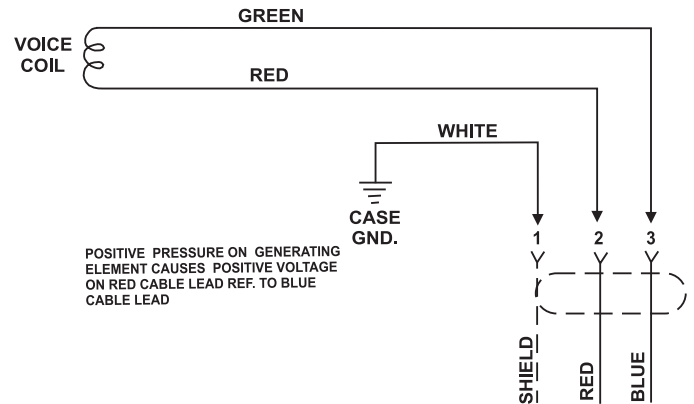 GREEN
VOICE
COIL
RED
WHITE
CASE
GND.
1 2 3
POSITIVE PRESSURE ON GENERATING
ELEMENT CAUSES POSITIVE VOLTAGE
ON RED CABLE LEAD REF. TO BLUE
CABLE LEAD
SHIELD
RED
BLUE